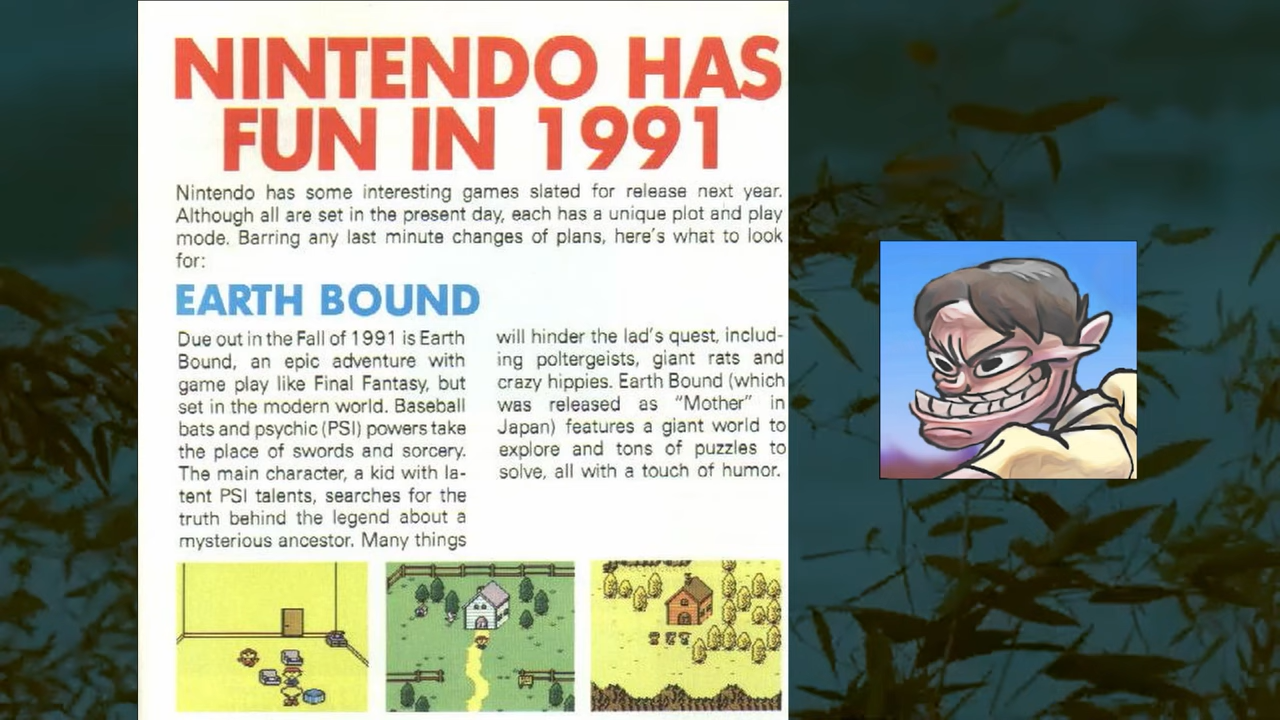 NINTENDO HAS
FUN IN 1991
Nintendo has some interesting games slated for release next year.
Although all are set in the present day, each has a unique plot and play
mode. Barring any last minute changes of plans, here's what to look
for:
EARTH BOUND
Due out in the Fall of 1991 is Earth
Bound, an epic adventure with
game play like Final Fantasy, but
set in the modern world. Baseball
bats and psychic (PSI) powers take
the place of swords and sorcery.
The main character, a kid with la-
tent PSI talents, searches for the
truth behind the legend about a
mysterious ancestor. Many things
will hinder the lad's quest, includ-
ing poltergeists, giant rats and
crazy hippies. Earth Bound (which
was released as "Mother" in
Japan) features a giant world to
explore and tons of puzzles to
solve, all with a touch of humor.